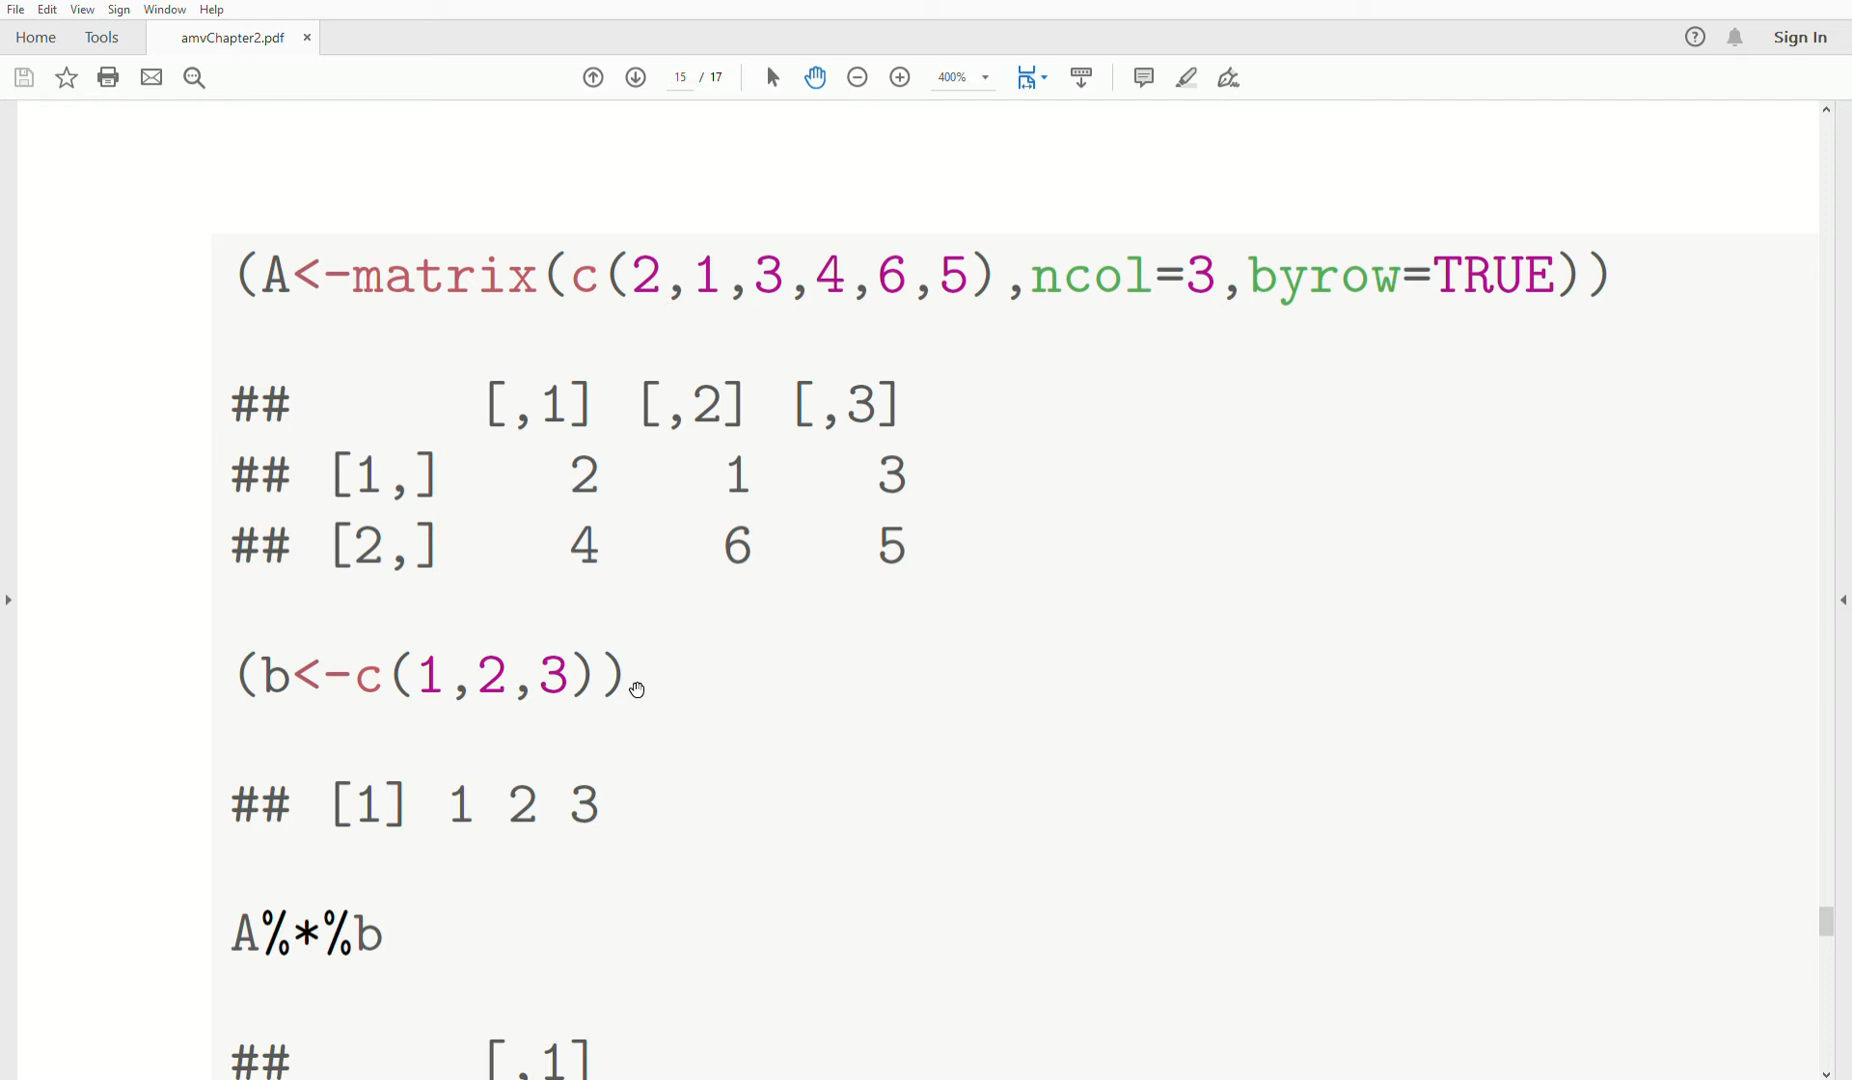 File Edit View Sign Window Help
Home Tools amvChapter2.pdf × Sign In
15 / 17 400%
(A<-matrix(c(2,1,3,4,6,5),ncol=3,byrow=TRUE))
## [,1] [,2] [,3]
## [1,] 2 1 3
## [2,] 4 6 5
(b<-c(1,2,3))
## [1] 1 2 3
A%*%b
## [,1]